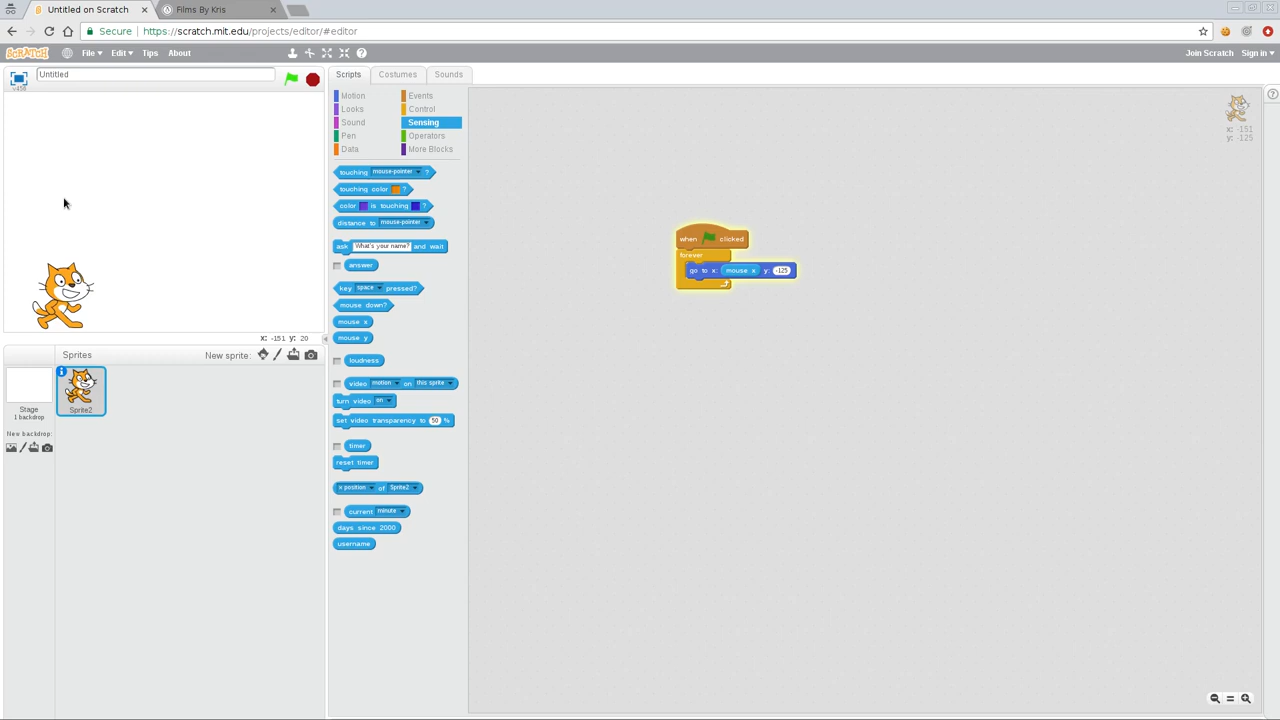 Untitled on Scratch
Films By Kris
Secure
https://scratch.mit.edu/projects/editor/#editor
SCRATCH
File
Edit
Tips
About
Join Scratch
Sign in
Untitled
Scripts
Costumes
Sounds
Motion
Events
Looks
Control
Sound
Sensing
Pen
Operators
Data
More Blocks
touching mouse-pointer ?
touching color ?
color is touching ?
distance to mouse-pointer
ask What's your name? and wait
answer
key space pressed?
mouse down?
mouse x
mouse y
loudness
video motion on this sprite
turn video on
set video transparency to 50 %
timer
reset timer
x position of Sprite2
current minute
days since 2000
username
when clicked
forever
go to x: mouse x y: -125
x: -151
y: -125
x: -151 y: 20
Sprites
New sprite:
Sprite2
Stage
1 backdrop
New backdrop: